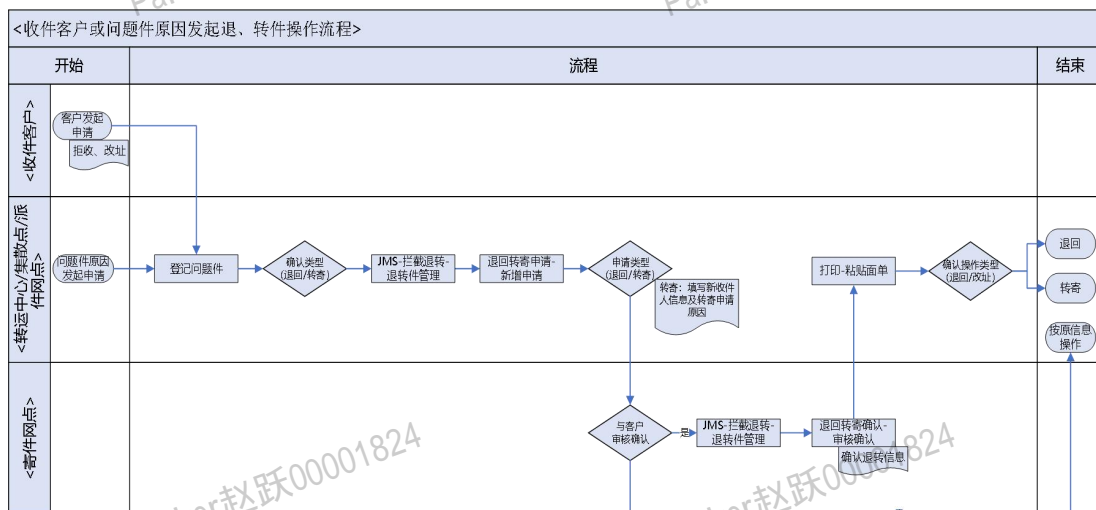 <收件客户或问题件原因发起退、转件操作流程>
开始
流程
结束
<收件客户>
客户发起
申请
拒收、改址
<转运中心/集散点/派
件网点>
问题件原因
发起申请
登记问题件
确认类型
(退回/转寄)
JMS-拦截退转-
退转件管理
退回转寄申请-
新增申请
申请类型
(退回/转寄)
转寄：填写新收件
人信息及转寄申请
原因
打印-粘贴面单
确认操作类型
(退回/改址)
退回
转寄
按原信息
操作
<寄件网点>
与客户
审核确认
是
JMS-拦截退转-
退转件管理
退回转寄确认-
审核确认
确认退转信息
赵跃00001824
赵跃00001824